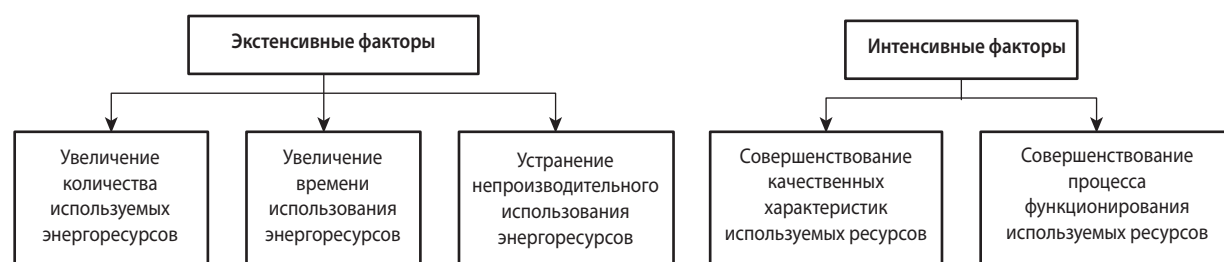 Экстенсивные факторы
Интенсивные факторы
Увеличение
количества
используемых
энергоресурсов
Увеличение
времени
использования
энергоресурсов
Устранение
непроизводительного
использования
энергоресурсов
Совершенствование
качественных
характеристик
используемых ресурсов
Совершенствование
процесса
функционирования
используемых ресурсов